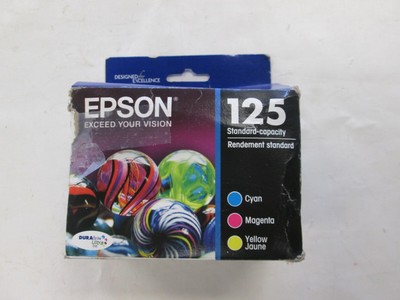 DESIGNED for
EXCELLENCE
EPSON
EXCEED YOUR VISION
125
Standard-capacity
Rendement standard
Cyan
Magenta
Yellow
Jaune
DURABrite
Ultra